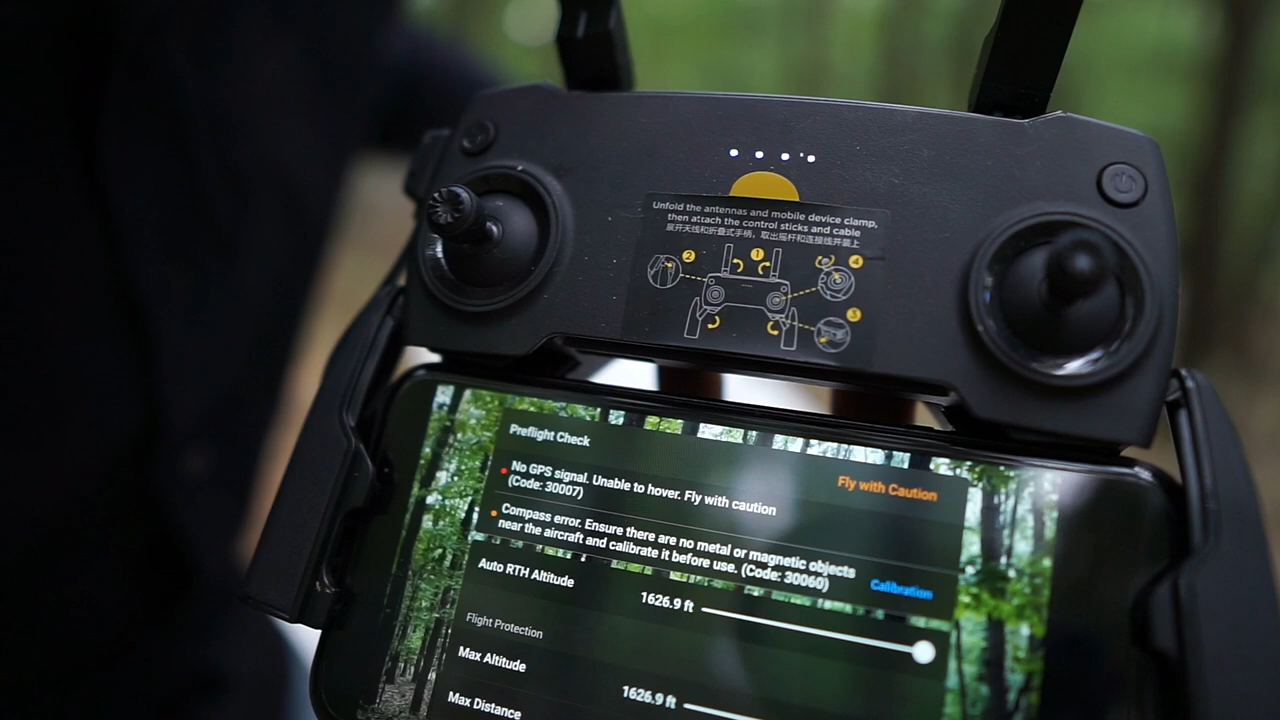 Unfold the antennas and mobile device clamp,
then attach the control sticks and cable
展开天线和折叠式手柄，取出摇杆和连接线并装上
2
1
4
3
Preflight Check
Fly with Caution
No GPS signal. Unable to hover. Fly with caution
(Code: 30007)
Compass error. Ensure there are no metal or magnetic objects
near the aircraft and calibrate it before use. (Code: 30060)
Calibration
Auto RTH Altitude
1626.9 ft
Flight Protection
Max Altitude
1626.9 ft
Max Distance